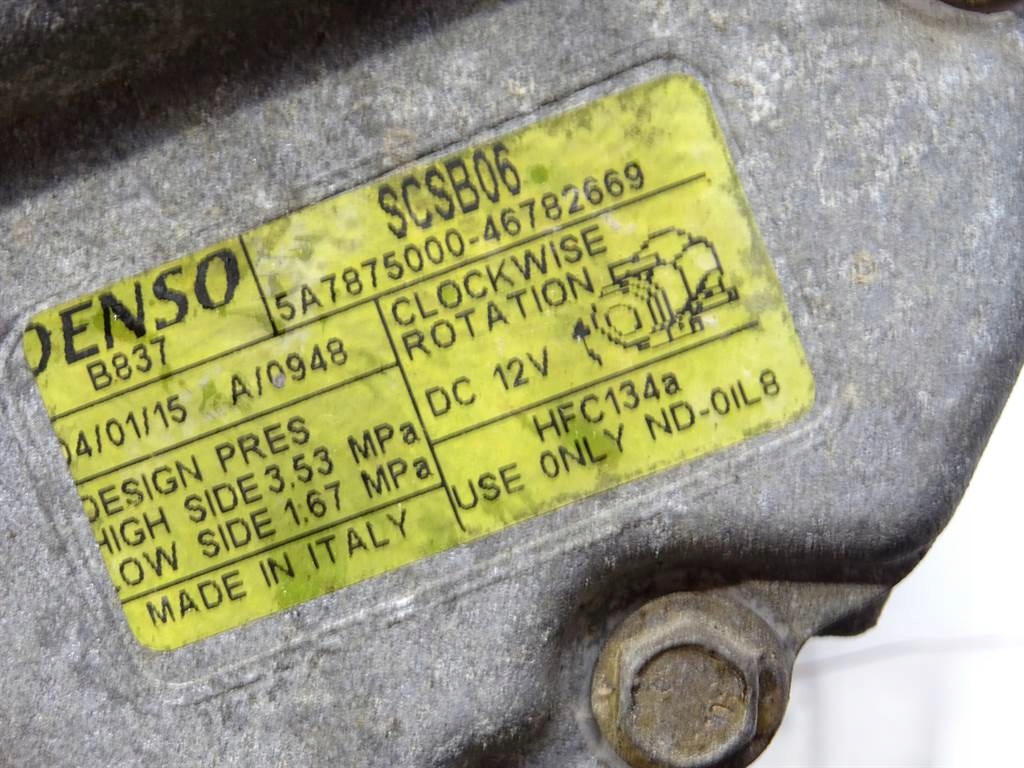 DENSO
B837
SCSB06
5A7875000-46782669
04/01/15 A/0948
CLOCKWISE
ROTATION
DC 12V
DESIGN PRES
HIGH SIDE 3.53 MPa
LOW SIDE 1.67 MPa
HFC134a
USE ONLY ND-OIL8
MADE IN ITALY